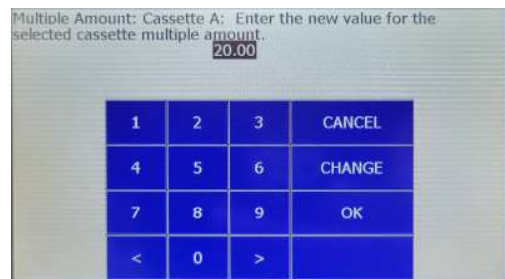 Multiple Amount: Cassette A: Enter the new value for the
selected cassette multiple amount.
20.00
1 2 3 CANCEL
4 5 6 CHANGE
7 8 9 OK
< 0 >